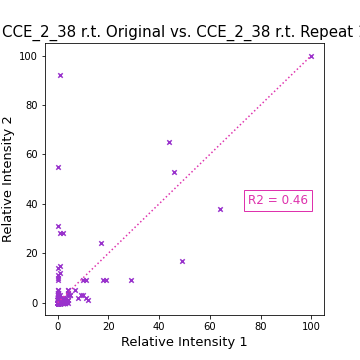 CCE_2_38 r.t. Original vs. CCE_2_38 r.t. Repeat
100
80
60
40
20
0
Relative Intensity 2
R2 = 0.46
0 20 40 60 80 100
Relative Intensity 1